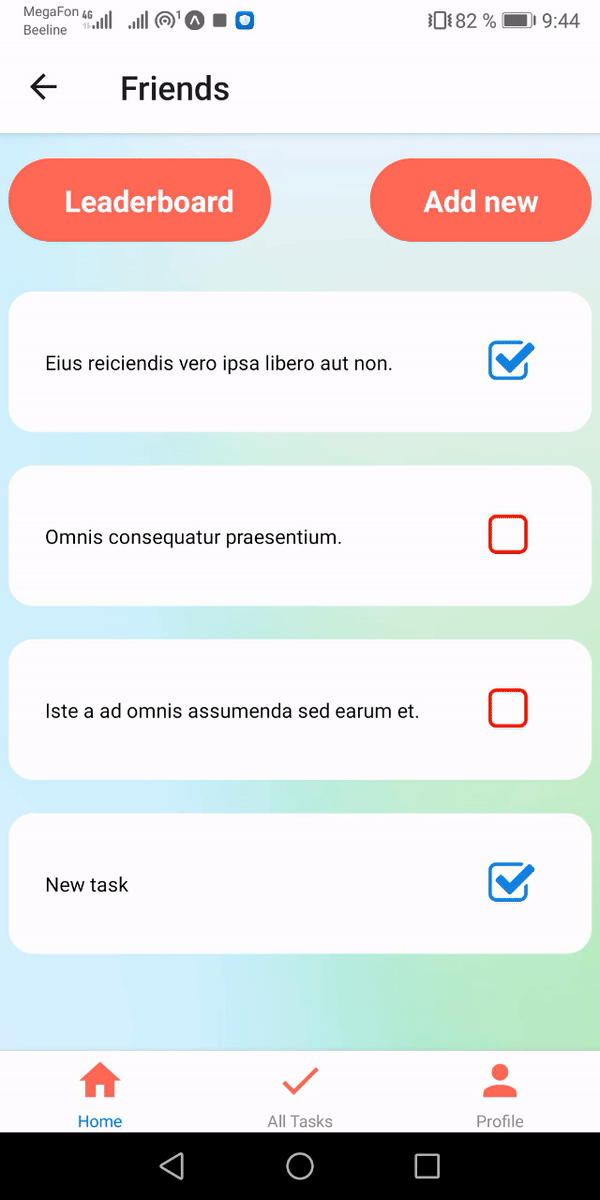 MegaFon 4G 1 82 % 9:44
Beeline
Friends
Leaderboard Add new
Eius reiciendis vero ipsa libero aut non.
Omnis consequatur praesentium.
Iste a ad omnis assumenda sed earum et.
New task
Home All Tasks Profile